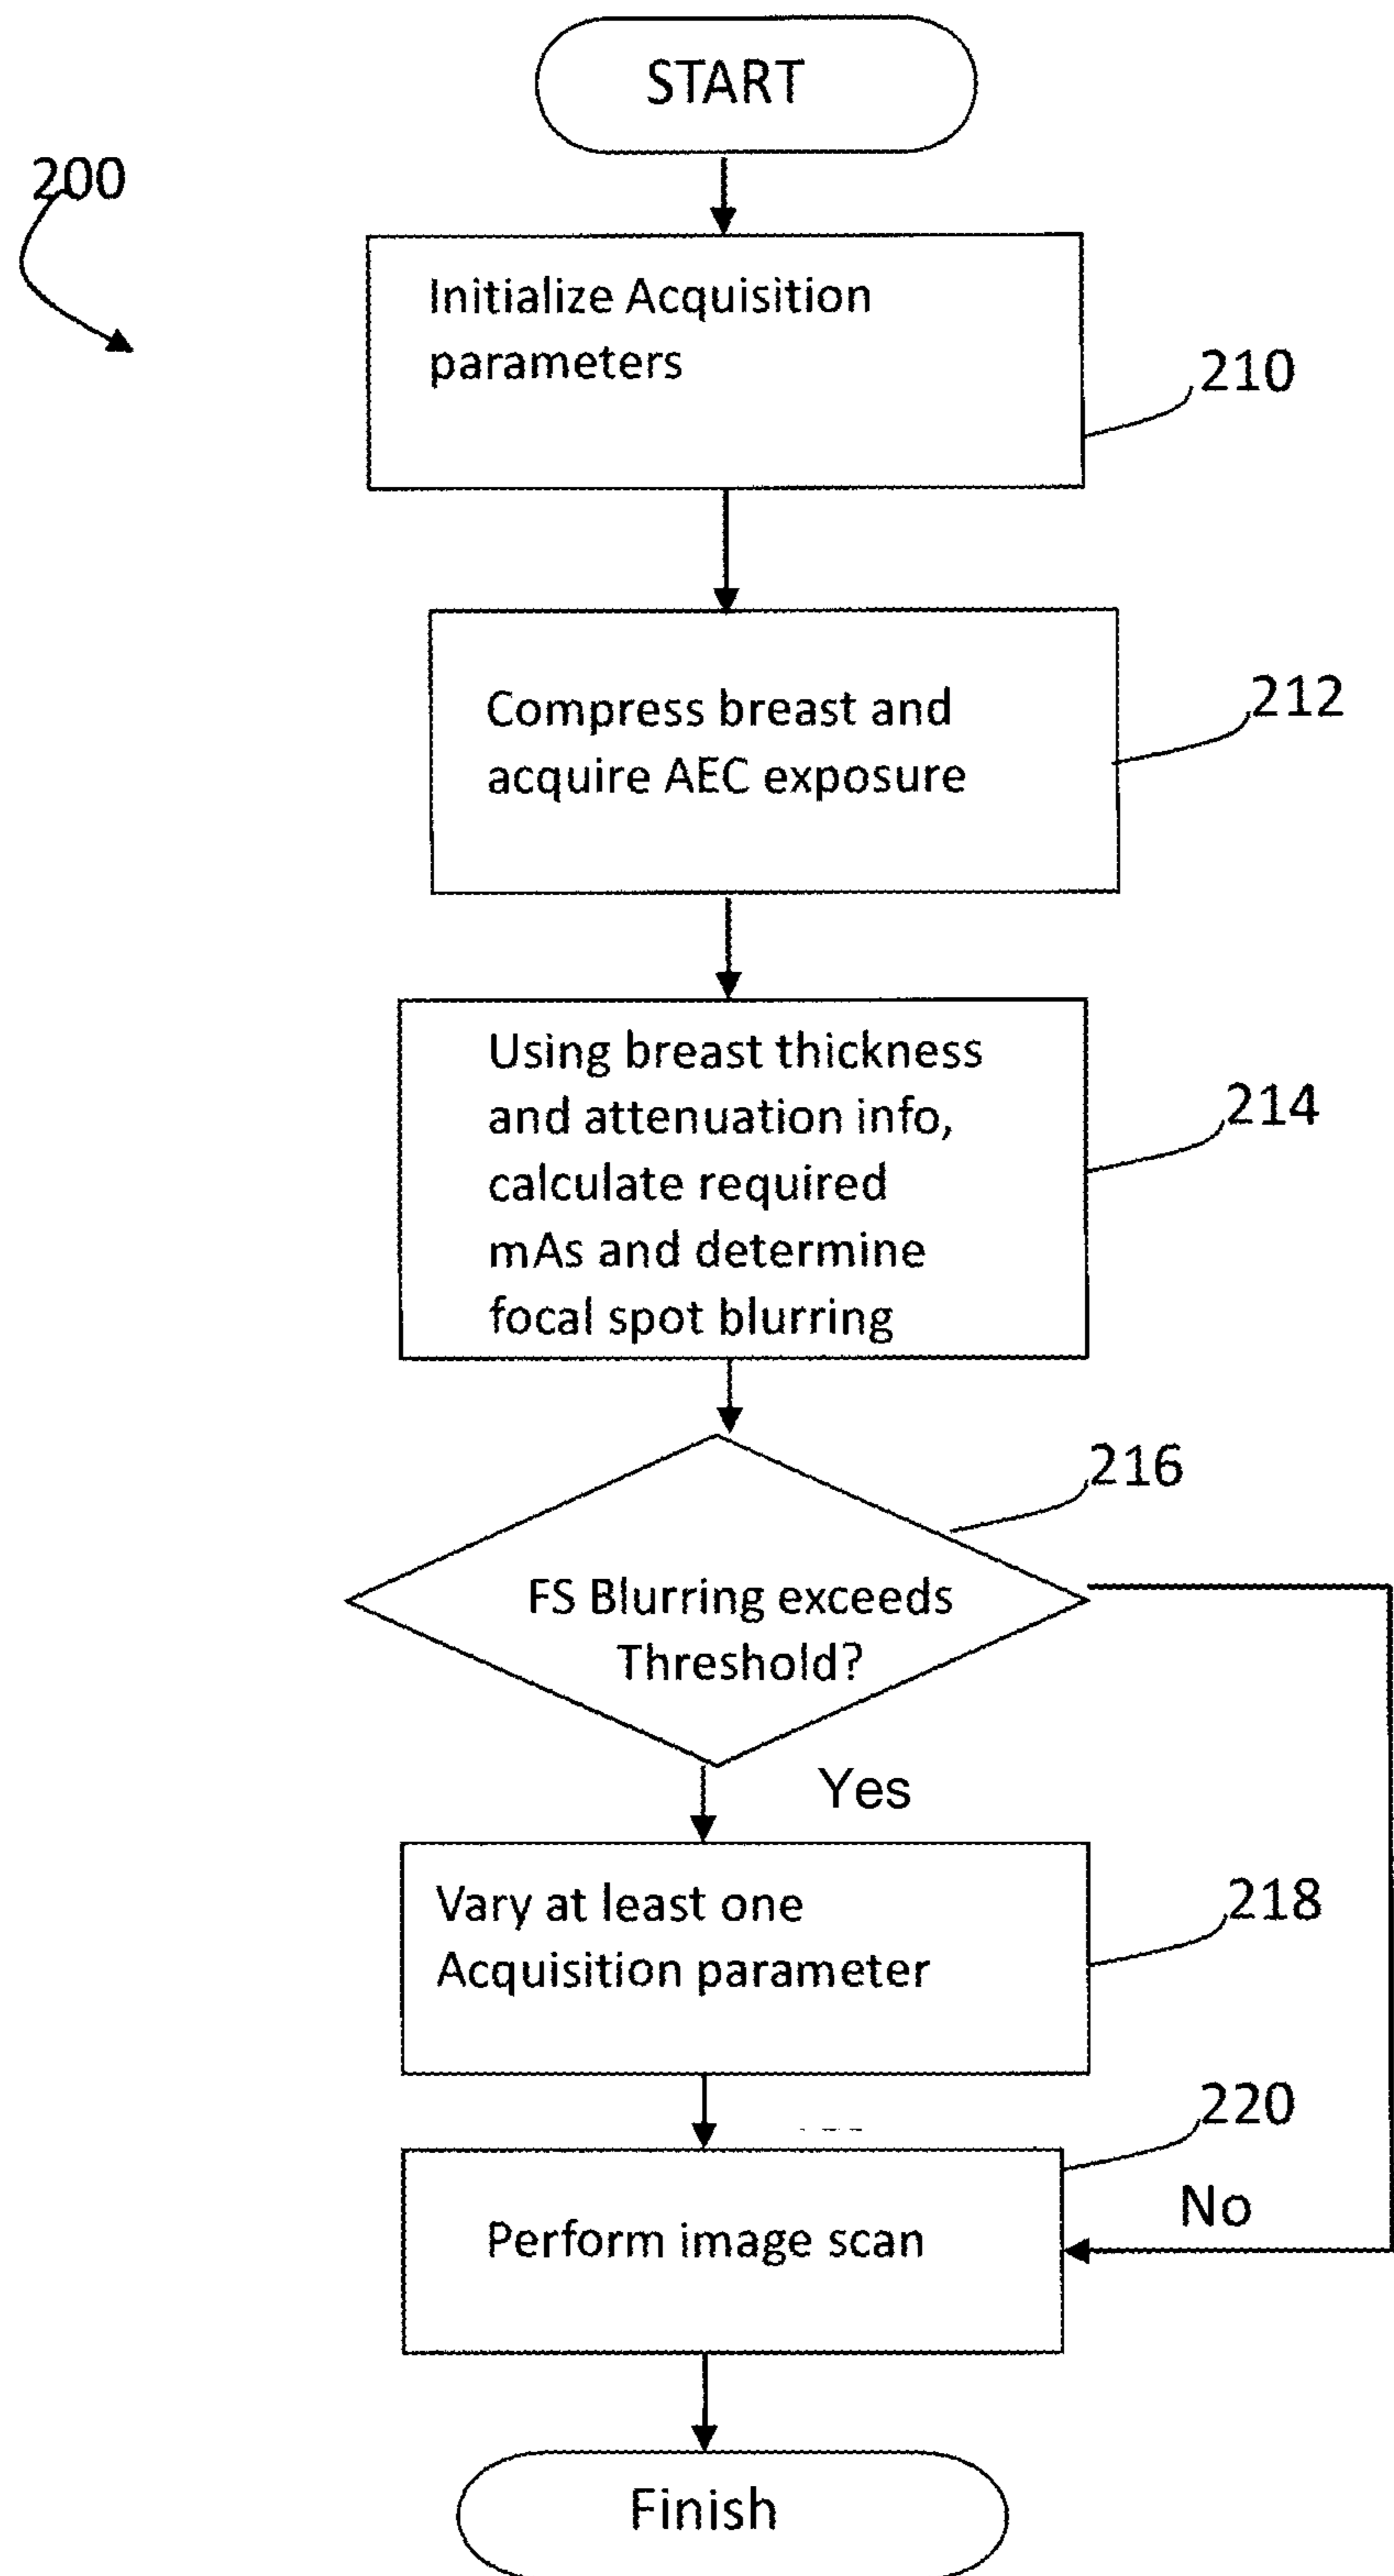 START
200
Initialize Acquisition
parameters
210
Compress breast and
acquire AEC exposure
212
Using breast thickness
and attenuation info,
calculate required
mAs and determine
focal spot blurring
214
216
FS Blurring exceeds
Threshold?
Yes
Vary at least one
Acquisition parameter
218
220
No
Perform image scan
Finish